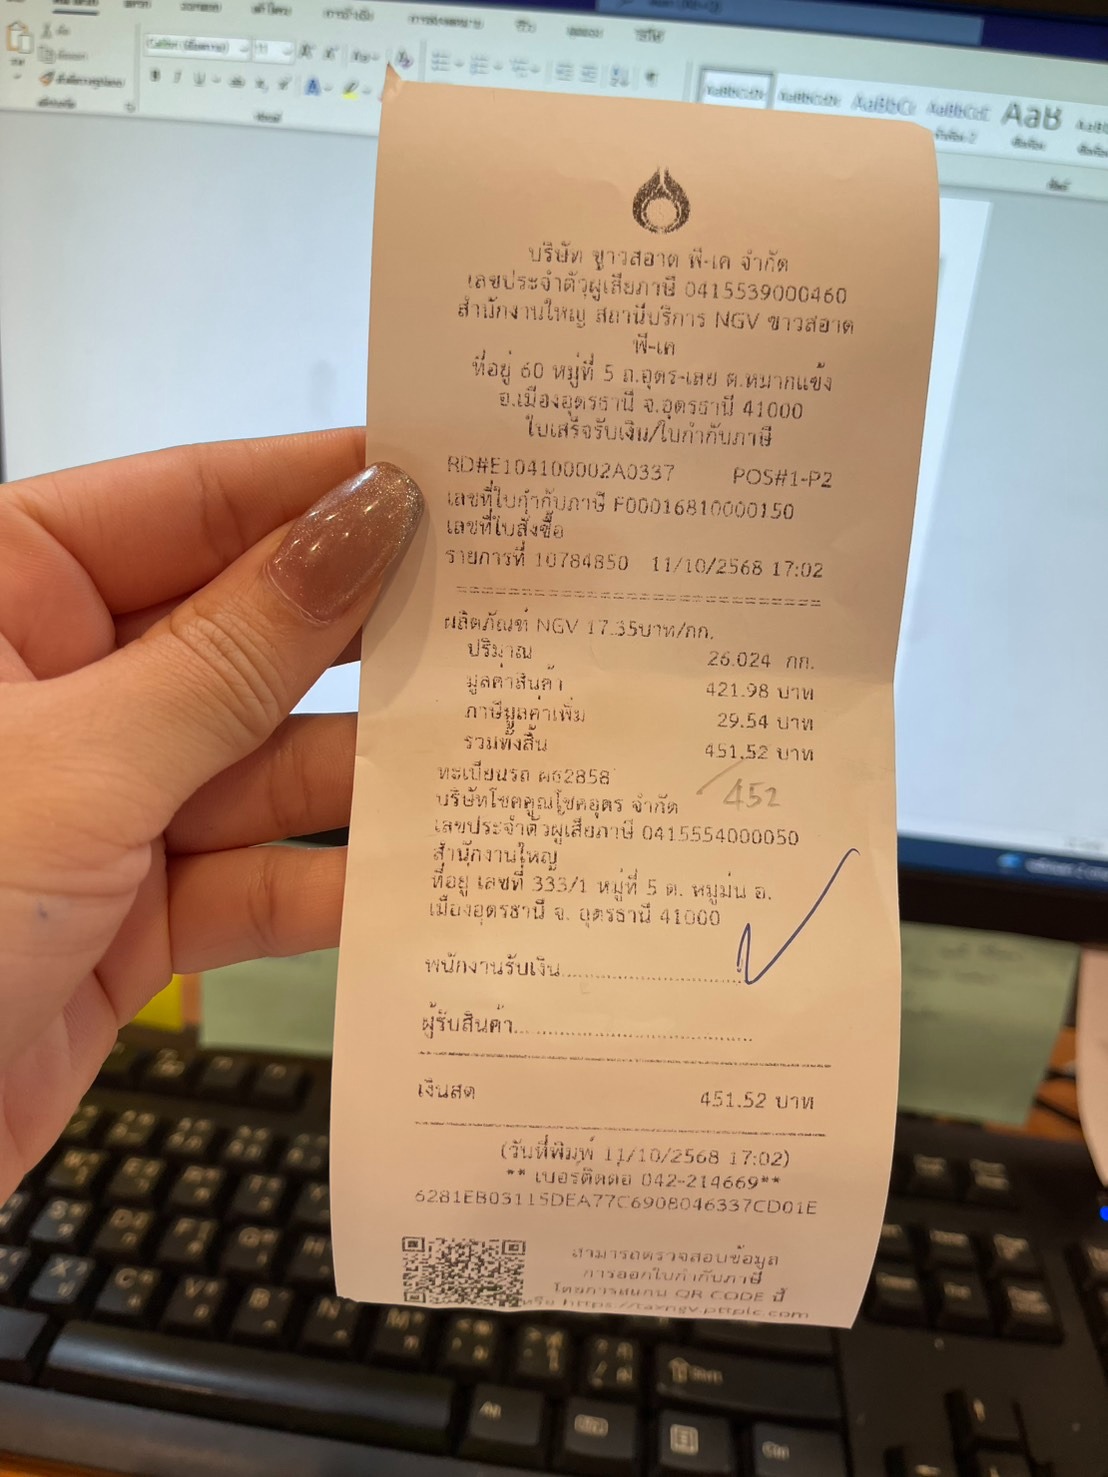 บริษัท ขาวสอาด พี-เค จำกัด
เลขประจำตัวผู้เสียภาษี 0415539000460
สำนักงานใหญ่ สถานีบริการ NGV ขาวสอาด
พี-เค
ที่อยู่ 60 หมู่ที่ 5 ถ.อุดร-เลย ต.หมากแข้ง
อ.เมืองอุดรธานี จ.อุดรธานี 41000
ใบเสร็จรับเงิน/ใบกำกับภาษี
RD#E104100002A0337 POS#1-P2
เลขที่ใบกำกับภาษี F00016810000150
เลขที่ใบสั่งซื้อ
รายการที่ 10784850 11/10/2568 17:02
ผลิตภัณฑ์ NGV 17.35บาท/กก.
ปริมาณ 26.024 กก.
มูลค่าสินค้า 421.98 บาท
ภาษีมูลค่าเพิ่ม 29.54 บาท
รวมทั้งสิ้น 451.52 บาท
ทะเบียนรถ ผฉ2858
452
บริษัทโชคคูณโชคอุดร จำกัด
เลขประจำตัวผู้เสียภาษี 0415554000050
สำนักงานใหญ่
ที่อยู่ เลขที่ 333/1 หมู่ที่ 5 ต. หมูม่น อ.
เมืองอุดรธานี จ. อุดรธานี 41000
พนักงานรับเงิน
ผู้รับสินค้า
เงินสด 451.52 บาท
(วันที่พิมพ์ 11/10/2568 17:02)
** เบอร์ติดต่อ 042-214669**
6281EB03115DEA77C6908046337CD01E
สามารถตรวจสอบข้อมูล
การออกใบกำกับภาษี
โดยการสแกน QR CODE นี้
หรือ https://taxngv.pttplc.com